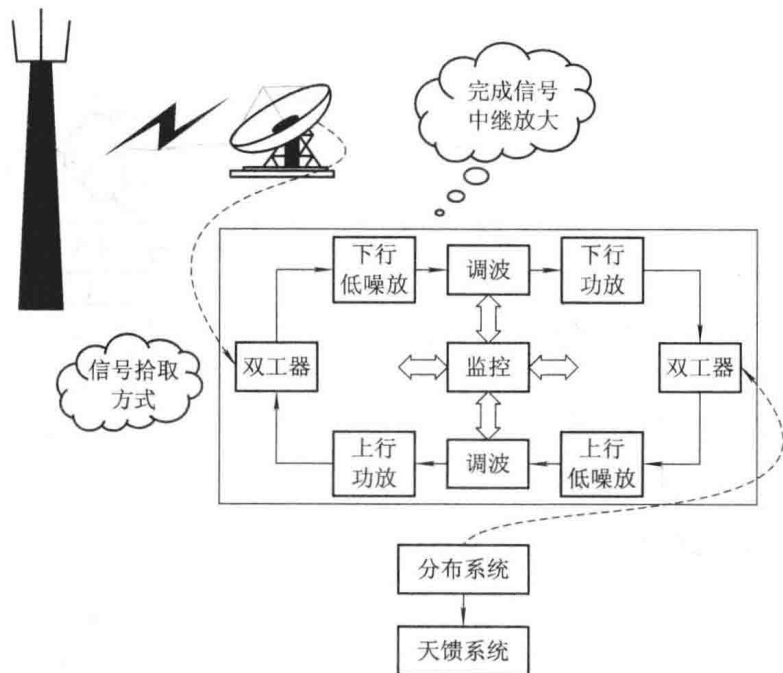 完成信号
中继放大
下行
低噪放
调波
下行
功放
信号拾取
方式
双工器
监控
双工器
上行
功放
调波
上行
低噪放
分布系统
天馈系统